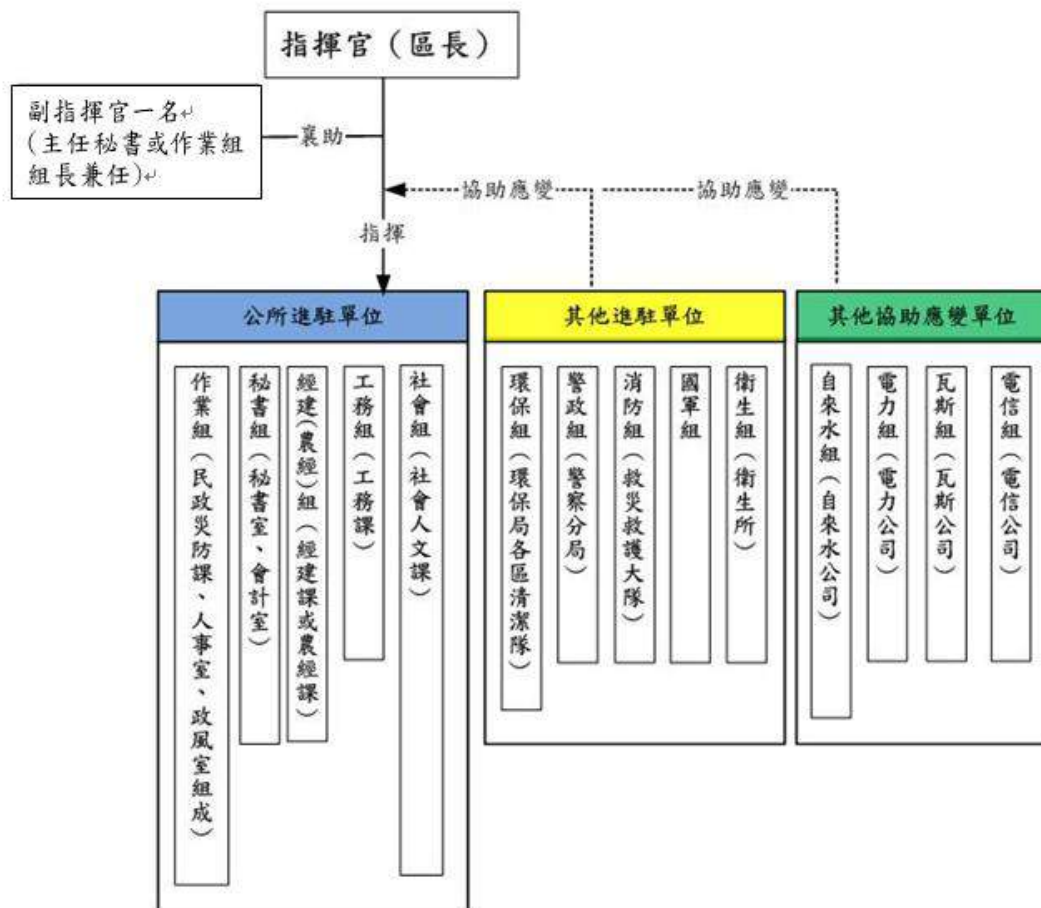 指揮官（區長）
副指揮官一名↵
(主任秘書或作業組
組長兼任)↵
襄助
協助應變
協助應變
指揮
公所進駐單位
作業組（民政災防課、人事室、政風室組成）
秘書組（秘書室、會計室）
經建(農經)組（經建課或農經課）
工務組（工務課）
社會組（社會人文課）
其他進駐單位
環保組（環保局各區清潔隊）
警政組（警察分局）
消防組（救災救護大隊）
國軍組
衛生組（衛生所）
其他協助應變單位
自來水組（自來水公司）
電力組（電力公司）
瓦斯組（瓦斯公司）
電信組（電信公司）